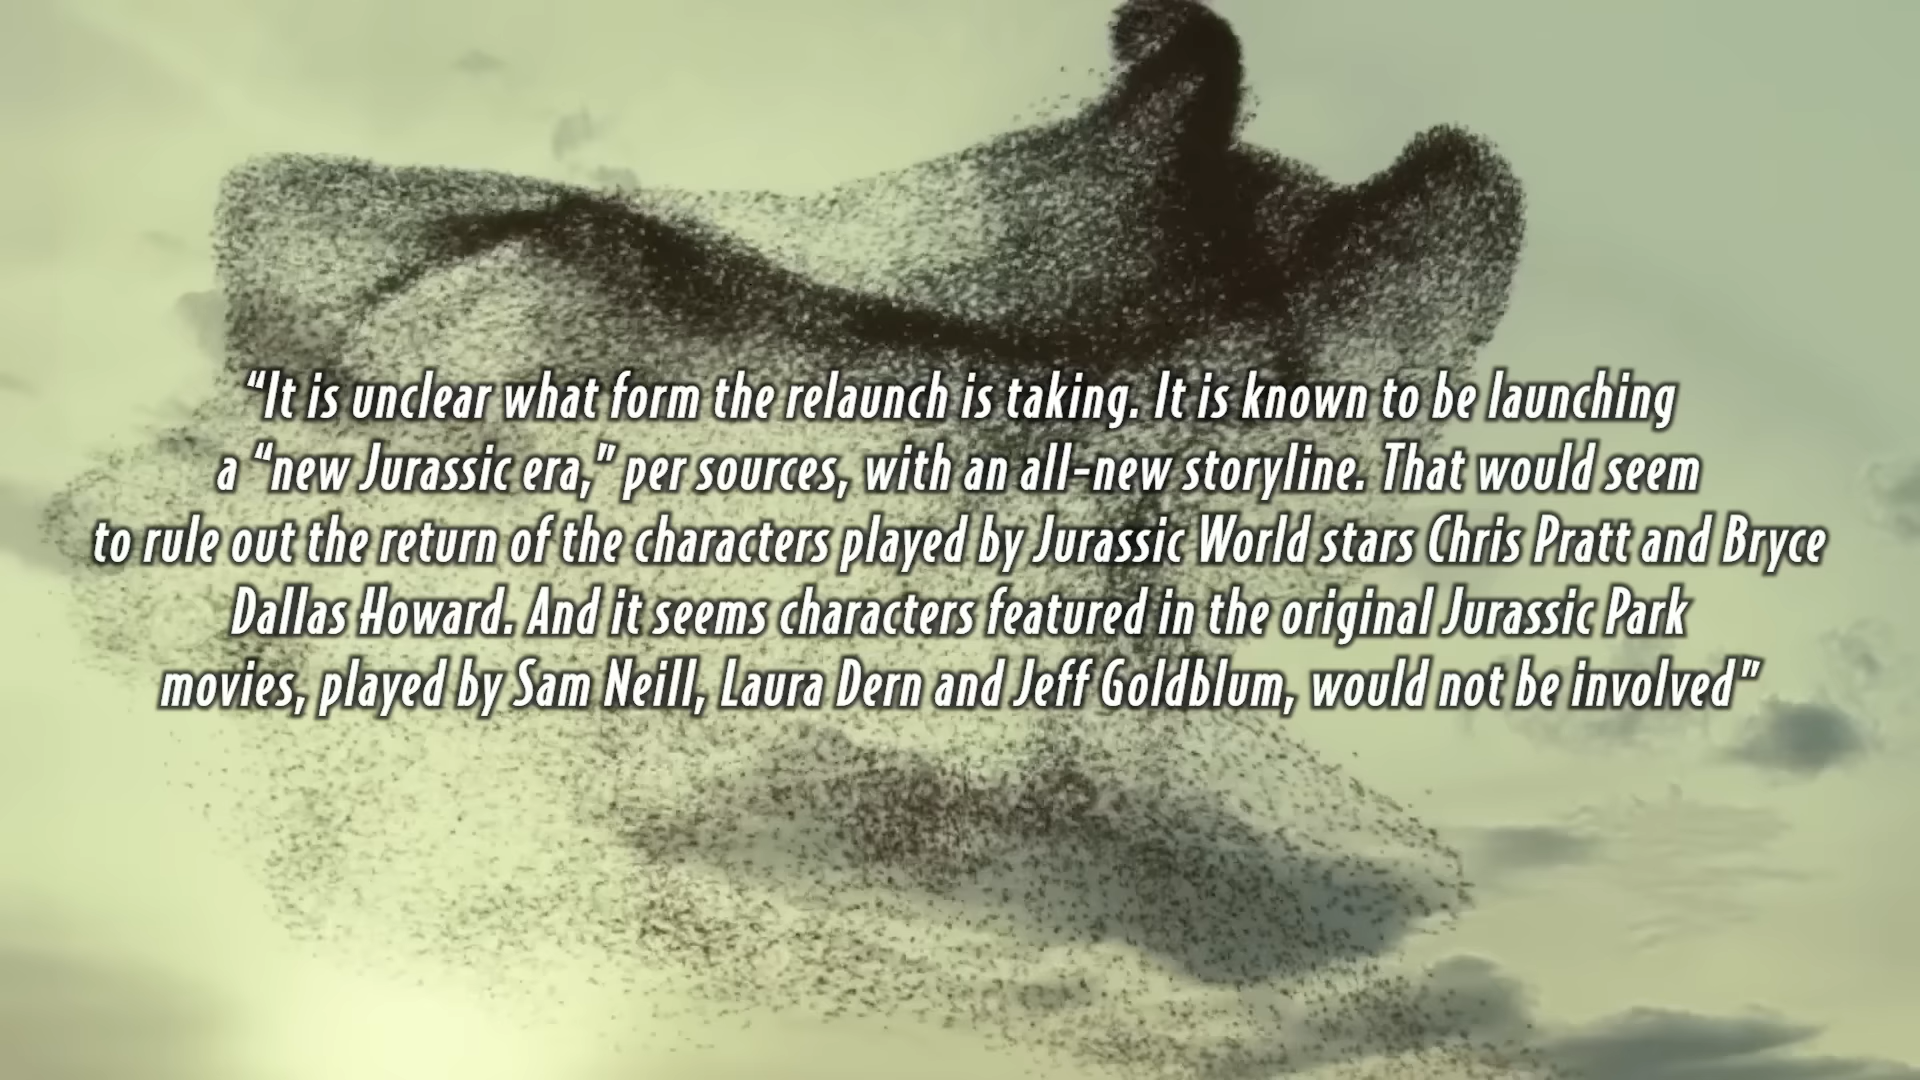 “It is unclear what form the relaunch is taking. It is known to be launching
a “new Jurassic era,” per sources, with an all-new storyline. That would seem
to rule out the return of the characters played by Jurassic World stars Chris Pratt and Bryce
Dallas Howard. And it seems characters featured in the original Jurassic Park
movies, played by Sam Neill, Laura Dern and Jeff Goldblum, would not be involved”